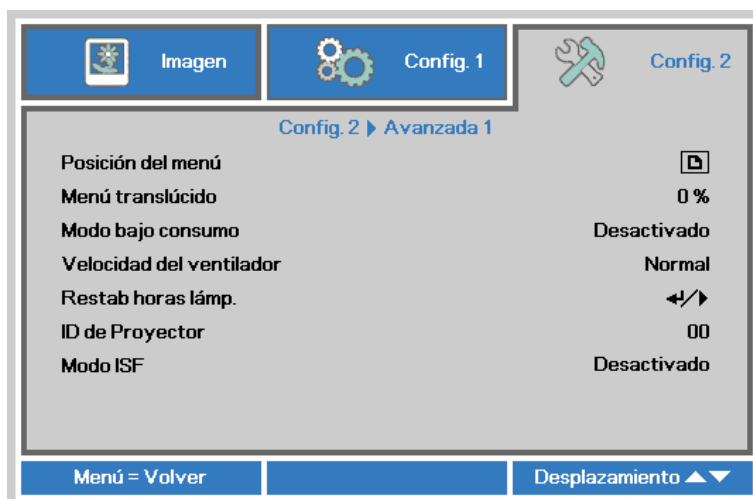 Imagen
Config. 1
Config. 2
Config. 2 ▶ Avanzada 1
Posición del menú
Menú translúcido 0 %
Modo bajo consumo Desactivado
Velocidad del ventilador Normal
Restab horas lámp.
ID de Proyector 00
Modo ISF Desactivado
Menú = Volver
Desplazamiento ▲▼